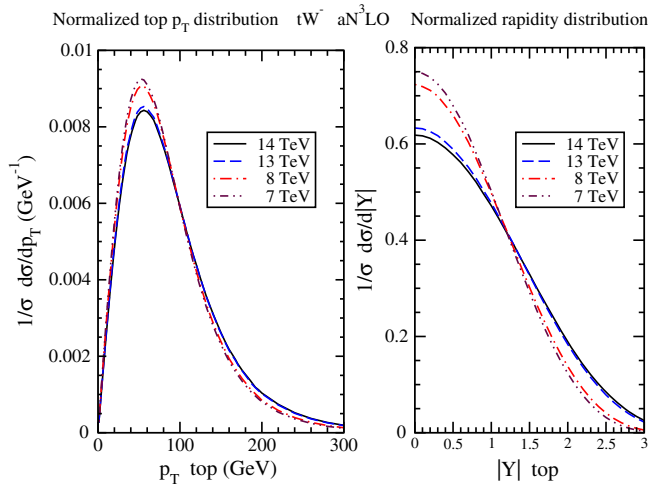 Normalized top p_T distribution tW^- aN^3LO Normalized rapidity distribution
0.01
0.008
0.006
0.004
0.002
0
1/σ dσ/dp_T (GeV^-1)
14 TeV
13 TeV
8 TeV
7 TeV
0 100 200 300
p_T top (GeV)
0.8
0.6
0.4
0.2
0
1/σ dσ/d|Y|
14 TeV
13 TeV
8 TeV
7 TeV
0 0.5 1 1.5 2 2.5 3
|Y| top